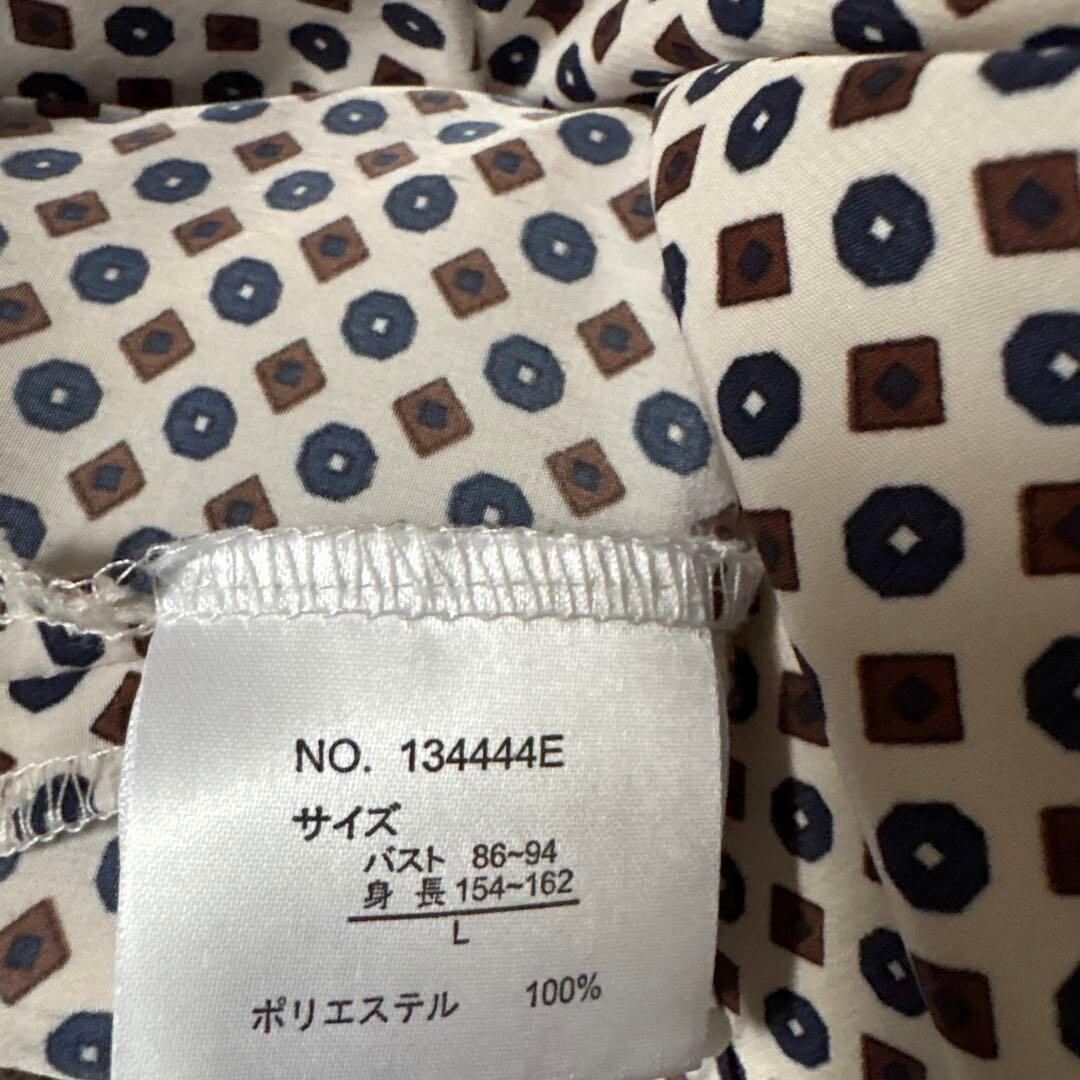 NO. 134444E
サイズ
バスト 86~94
身 長 154~162
L
ポリエステル 100%